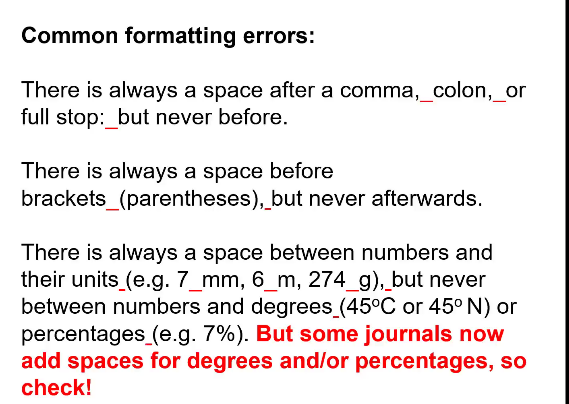 Common formatting errors:
There is always a space after a comma,_colon,_or
full stop:_but never before.
There is always a space before
brackets_(parentheses),_but never afterwards.
There is always a space between numbers and
their units_(e.g. 7_mm, 6_m, 274_g),_but never
between numbers and degrees_(45ºC or 45º N) or
percentages_(e.g. 7%). But some journals now
add spaces for degrees and/or percentages, so
check!